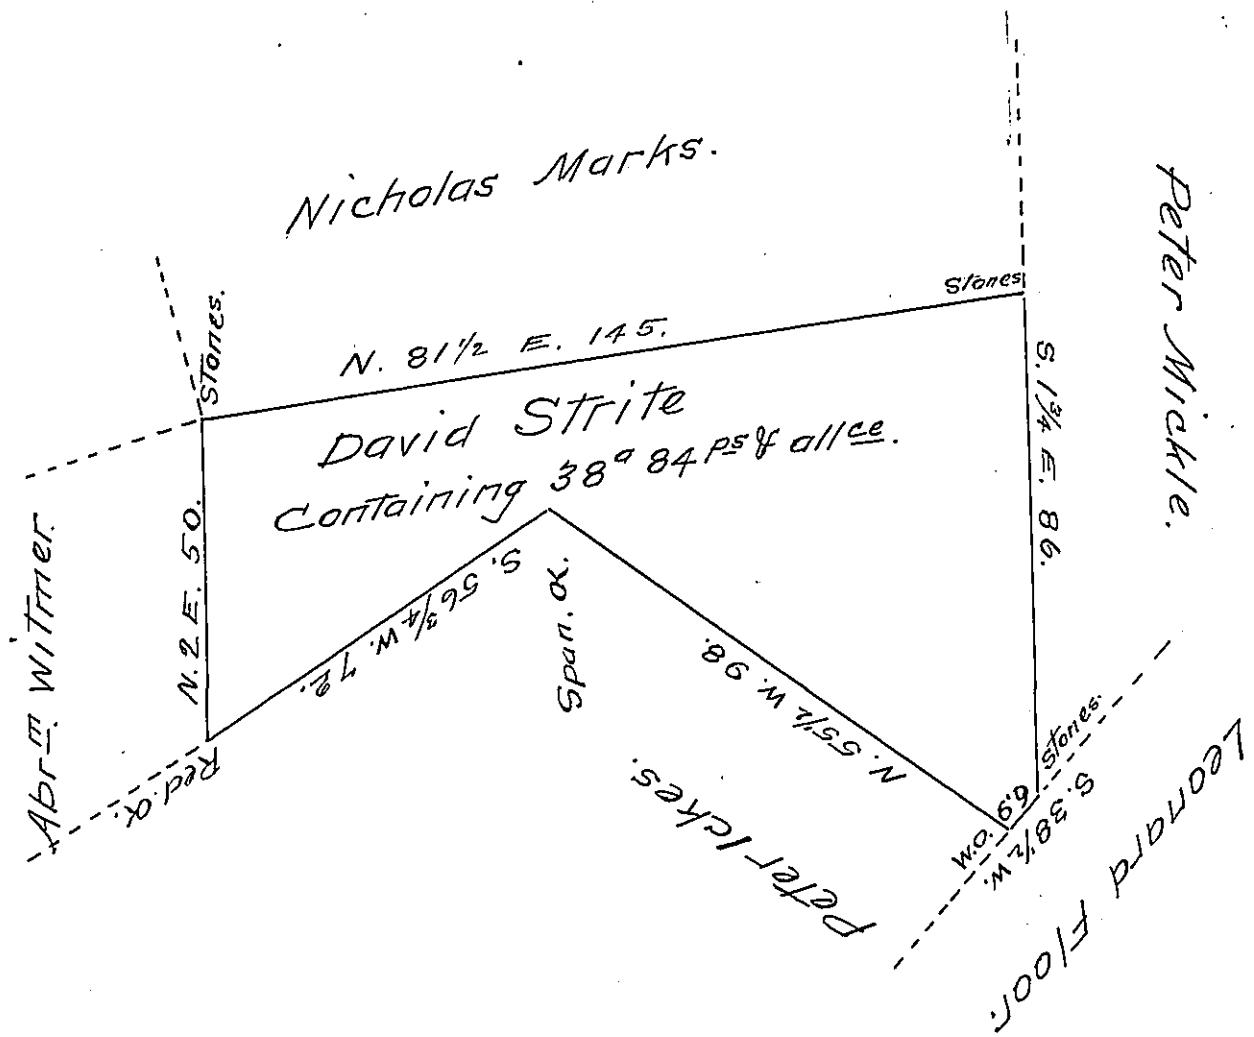 Nicholas Marks.
Peter Mickle.
Stones.
Stones
N. 81½ E. 145.
S. 1¾ E. 86.
David Strite
Containing 38ᵃ 84 ᵖˢ & allᶜᵉ.
Abrᵐ. Witmer.
N. 2 E. 50.
S. 56¾ W. 72.
Span. O.
N. 55½ W. 98.
Red. O.
Peter Ickes.
W.O.
6.9
Stones.
S. 38½ W.
Leonard Floor.